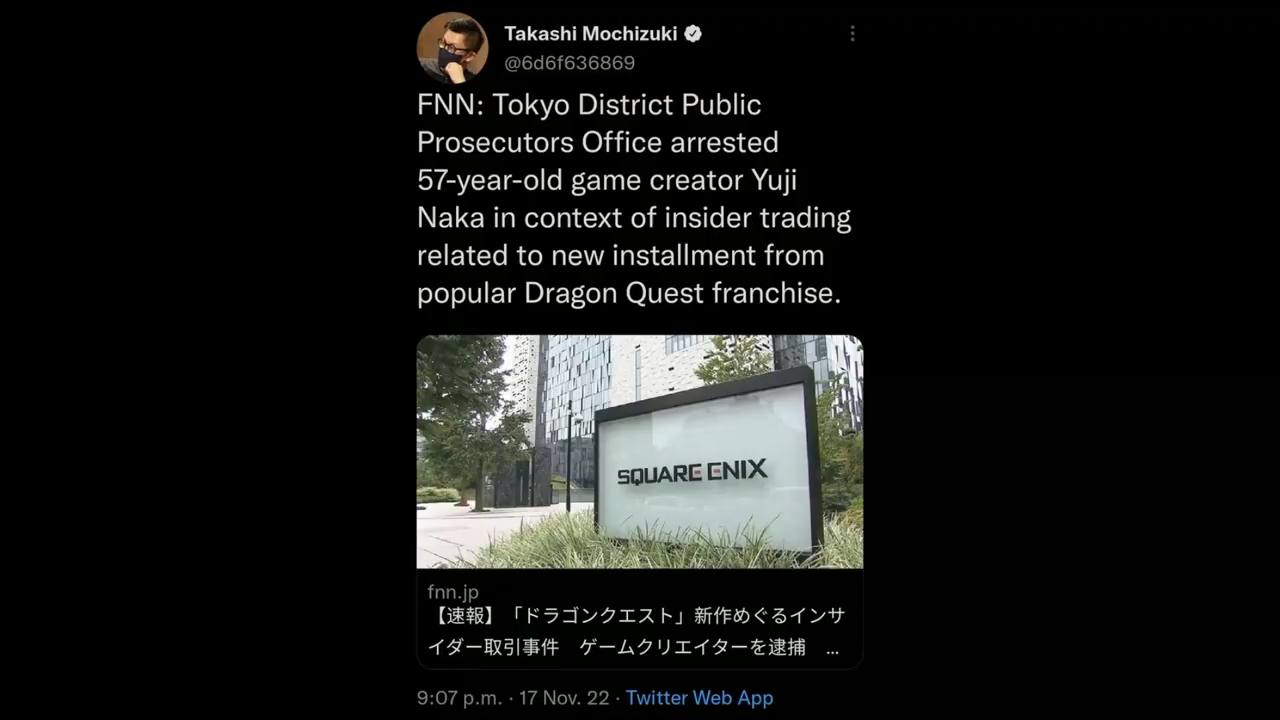 Takashi Mochizuki
@6d6f636869
FNN: Tokyo District Public
Prosecutors Office arrested
57-year-old game creator Yuji
Naka in context of insider trading
related to new installment from
popular Dragon Quest franchise.
SQUARE ENIX
fnn.jp
【速報】「ドラゴンクエスト」新作めぐるインサ
イダー取引事件　ゲームクリエイターを逮捕　...
9:07 p.m. · 17 Nov. 22 · Twitter Web App